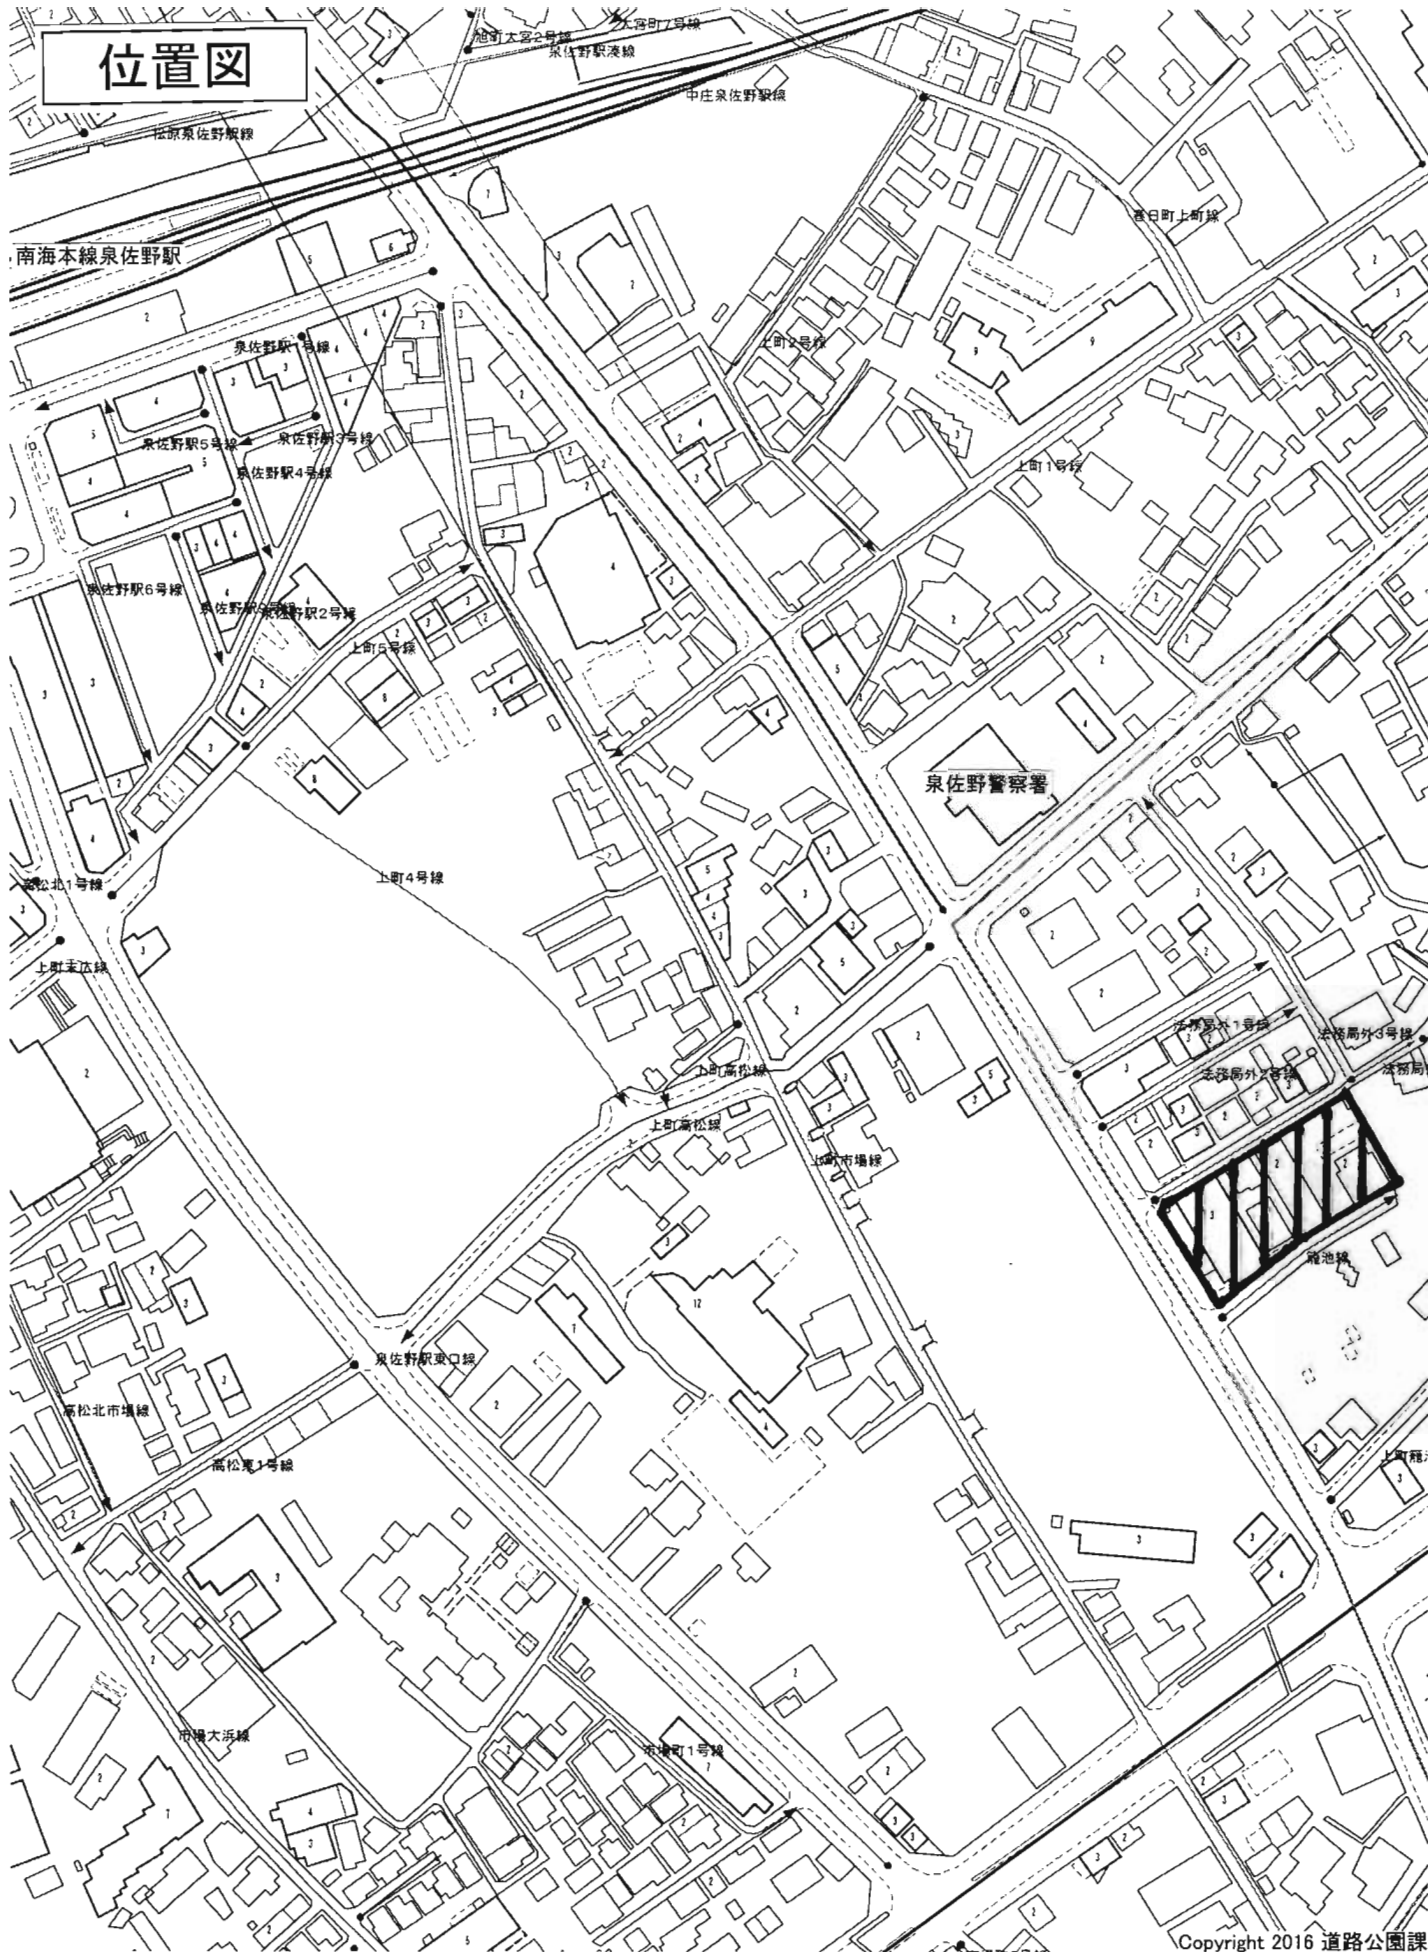 位置図
旭町大宮2号線
大宮町7号線
泉佐野駅湊線
中庄泉佐野駅線
松原泉佐野駅線
春日町上町線
南海本線泉佐野駅
上町2号線
泉佐野駅1号線
泉佐野駅5号線
泉佐野駅3号線
泉佐野駅4号線
上町1号線
泉佐野駅6号線
泉佐野駅2号線
上町5号線
泉佐野警察署
上町4号線
高松北1号線
上町末広線
法務局外1号線
法務局外3号線
法務局外2号線
法務局
上町高松線
上町高松線
上町市場線
籠池線
泉佐野駅東口線
高松北市場線
高松東1号線
上町籠
市場大浜線
市場町1号線
Copyright 2016 道路公園課